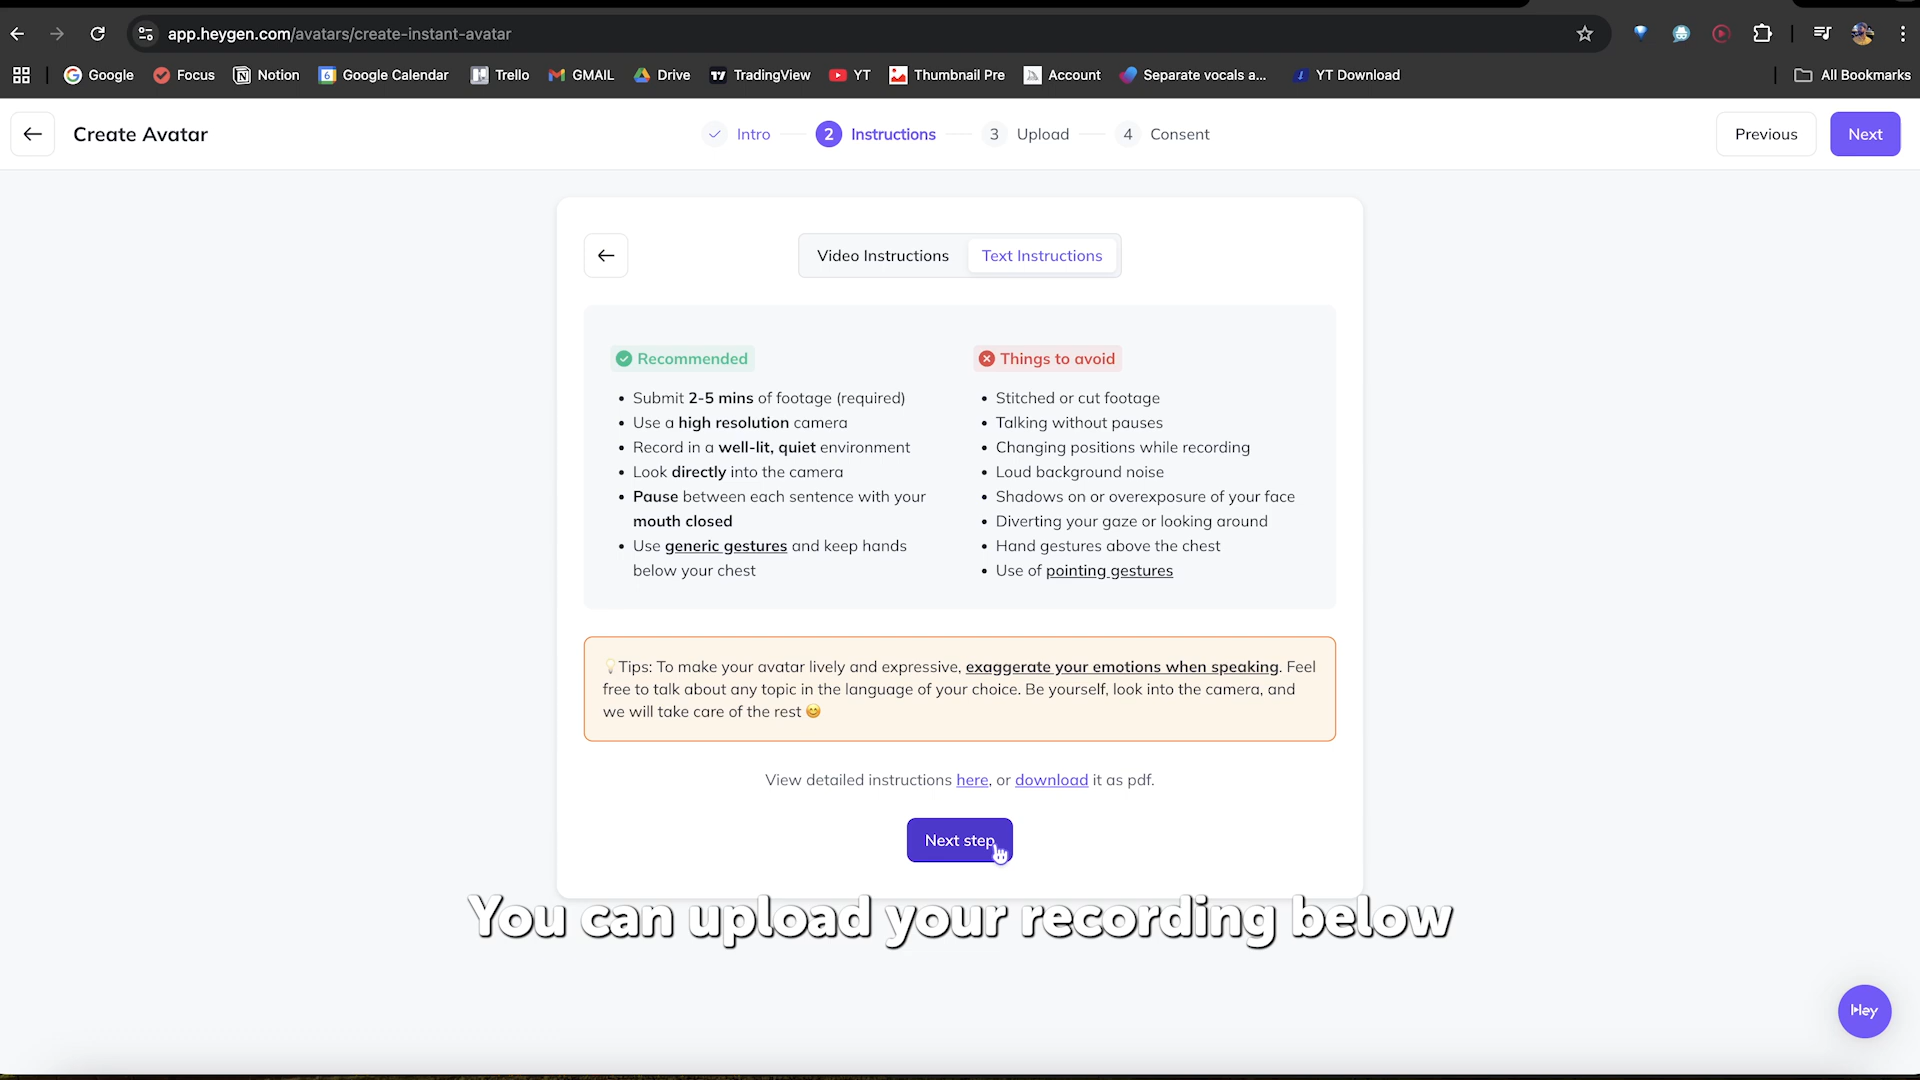 app.heygen.com/avatars/create-instant-avatar
Google
Focus
Notion
6
Google Calendar
Trello
GMAIL
Drive
TradingView
YT
Thumbnail Pre
Account
Separate vocals a...
YT Download
All Bookmarks
Create Avatar
Intro
2 Instructions
3 Upload
4 Consent
Previous
Next
Video Instructions
Text Instructions
Recommended
• Submit 2-5 mins of footage (required)
• Use a high resolution camera
• Record in a well-lit, quiet environment
• Look directly into the camera
• Pause between each sentence with your
mouth closed
• Use generic gestures and keep hands
below your chest
Things to avoid
• Stitched or cut footage
• Talking without pauses
• Changing positions while recording
• Loud background noise
• Shadows on or overexposure of your face
• Diverting your gaze or looking around
• Hand gestures above the chest
• Use of pointing gestures
💡Tips: To make your avatar lively and expressive, exaggerate your emotions when speaking. Feel
free to talk about any topic in the language of your choice. Be yourself, look into the camera, and
we will take care of the rest 😊
View detailed instructions here, or download it as pdf.
Next step
You can upload your recording below
Hey